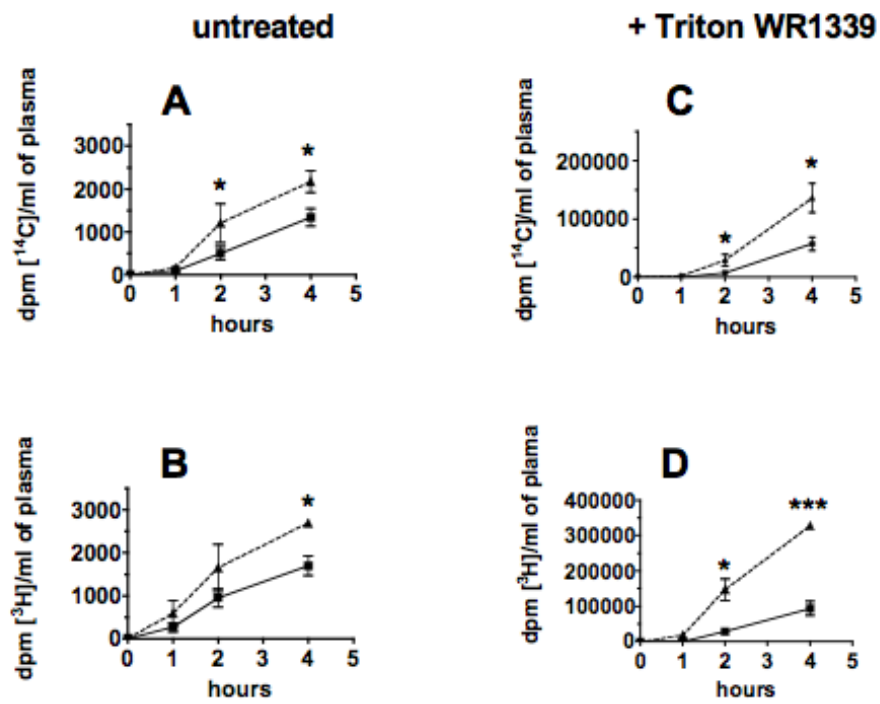 untreated
+ Triton WR1339
A
dpm [¹⁴C]/ml of plasma
3000
2000
1000
0
*
*
0 1 2 3 4 5
hours
C
dpm [¹⁴C]/ml of plasma
200000
100000
0
*
*
0 1 2 3 4 5
hours
B
dpm [³H]/ml of plasma
3000
2000
1000
0
*
0 1 2 3 4 5
hours
D
dpm [³H]/ml of plama
400000
300000
200000
100000
0
*
***
0 1 2 3 4 5
hours